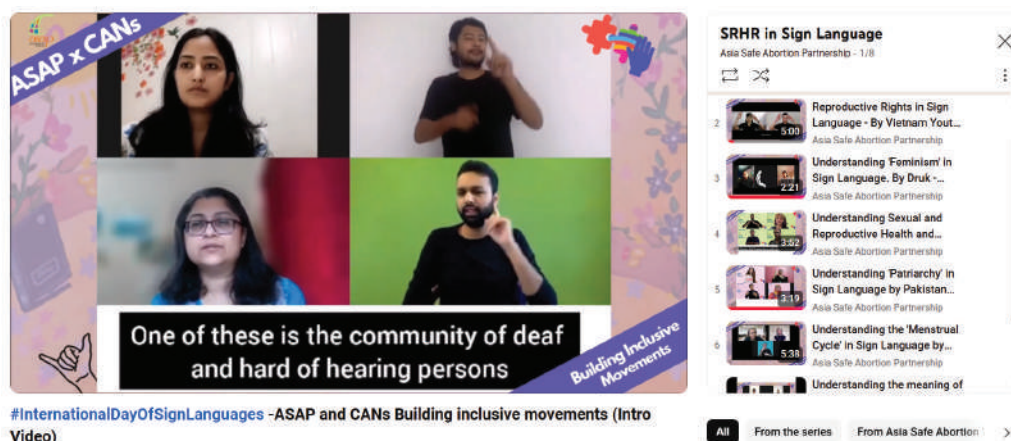 ASAP x CANs
One of these is the community of deaf
and hard of hearing persons
Building Inclusive
Movements
#InternationalDayOfSignLanguages -ASAP and CANs Building inclusive movements (Intro
Video)
SRHR in Sign Language
Asia Safe Abortion Partnership - 1/8
2
5:00
Reproductive Rights in Sign
Language - By Vietnam Yout...
Asia Safe Abortion Partnership
3
2:21
Understanding 'Feminism' in
Sign Language. By Druk -...
Asia Safe Abortion Partnership
4
3:52
Understanding Sexual and
Reproductive Health and...
Asia Safe Abortion Partnership
5
3:19
Understanding 'Patriarchy' in
Sign Language by Pakistan...
Asia Safe Abortion Partnership
6
5:38
Understanding the 'Menstrual
Cycle' in Sign Language by...
Asia Safe Abortion Partnership
Understanding the meaning of
All
From the series
From Asia Safe Abortion